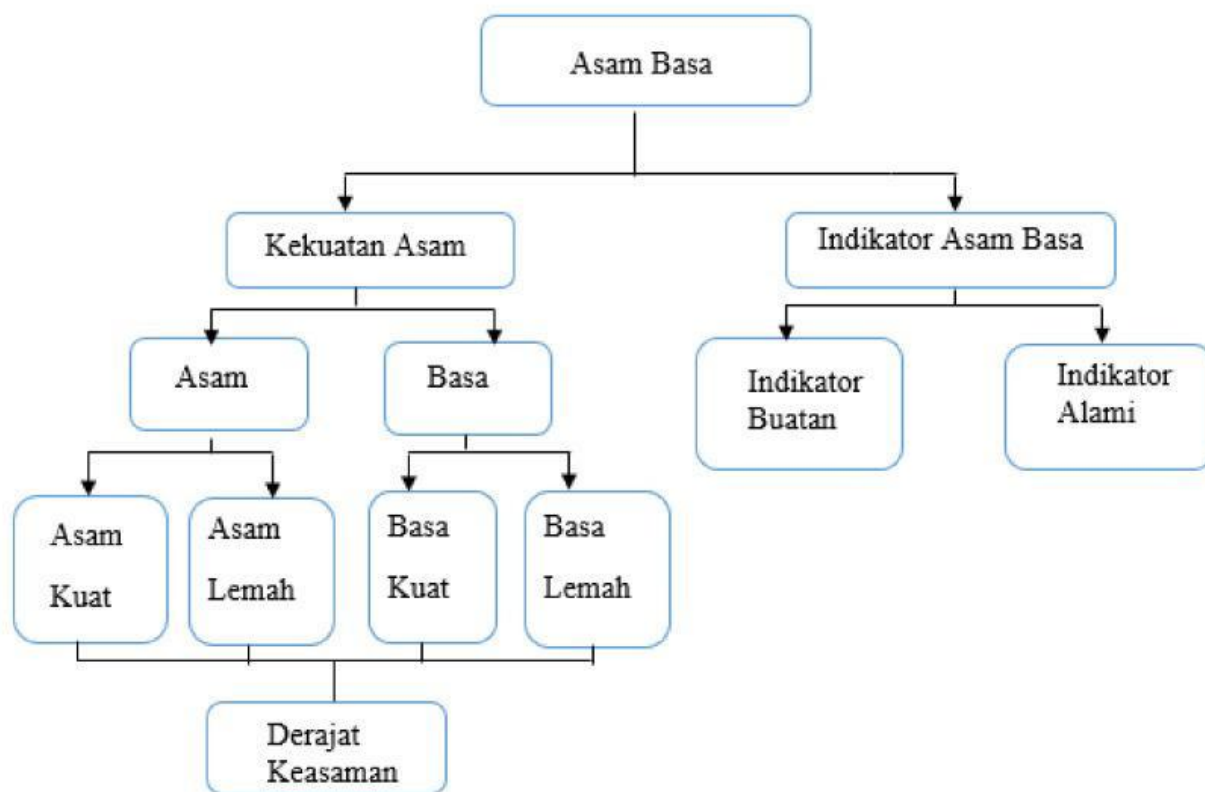 Asam Basa
Kekuatan Asam
Indikator Asam Basa
Asam
Basa
Indikator
Buatan
Indikator
Alami
Asam
Kuat
Asam
Lemah
Basa
Kuat
Basa
Lemah
Derajat
Keasaman